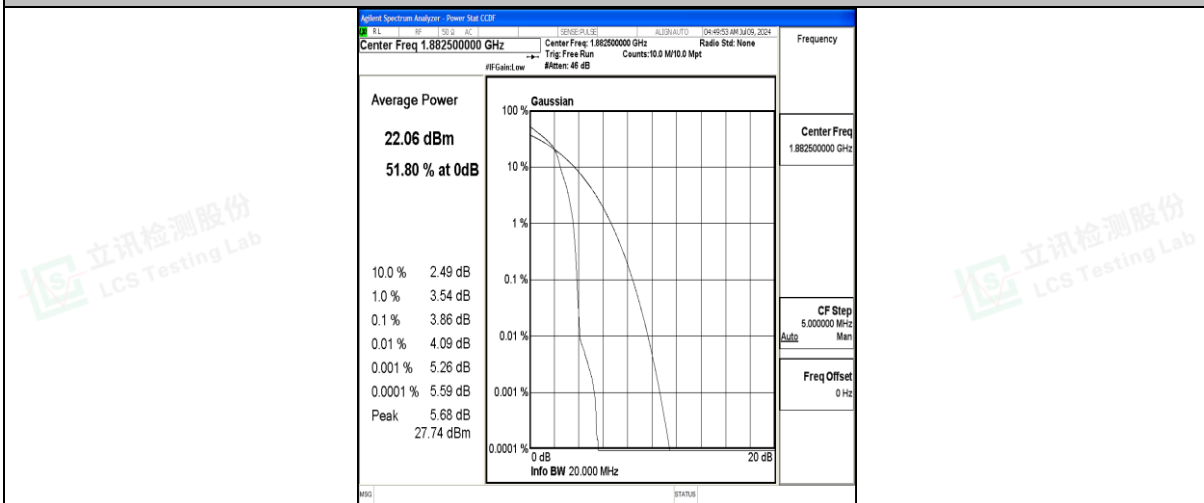 Agilent Spectrum Analyzer - Power Stat CCDF
RL RF 50 Ω AC SENSE:PULSE ALIGN AUTO 04:49:53 AM Jul 09, 2024
Center Freq 1.882500000 GHz
Center Freq: 1.882500000 GHz Radio Std: None
Trig: Free Run Counts:10.0 M/10.0 Mpt
#IFGain:Low #Atten: 46 dB
Frequency
Average Power
22.06 dBm
51.80 % at 0dB
10.0 % 2.49 dB
1.0 % 3.54 dB
0.1 % 3.86 dB
0.01 % 4.09 dB
0.001 % 5.26 dB
0.0001 % 5.59 dB
Peak 5.68 dB
27.74 dBm
Gaussian
100 %
10 %
1 %
0.1 %
0.01 %
0.001 %
0.0001 %
0 dB 20 dB
Info BW 20.000 MHz
Center Freq
1.882500000 GHz
CF Step
5.000000 MHz
Auto Man
Freq Offset
0 Hz
MSG STATUS
立讯检测股份
LCS Testing Lab
立讯检测股份
LCS Testing Lab